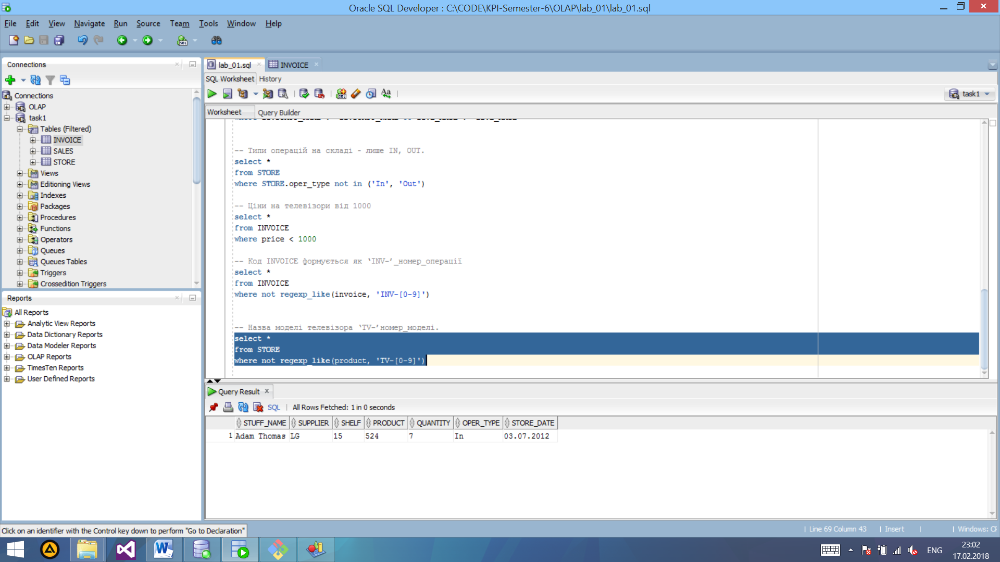 Oracle SQL Developer : C:\CODE\KPI-Semester-6\OLAP\lab_01\lab_01.sql
File Edit View Navigate Run Source Team Tools Window Help
Connections
Connections
OLAP
task1
Tables (Filtered)
INVOICE
SALES
STORE
Views
Editioning Views
Indexes
Packages
Procedures
Functions
Operators
Queues
Queues Tables
Triggers
Crossedition Triggers
Reports
All Reports
Analytic View Reports
Data Dictionary Reports
Data Modeler Reports
OLAP Reports
TimesTen Reports
User Defined Reports
lab_01.sql INVOICE
SQL Worksheet History
task1
Worksheet Query Builder
-- Типи операцій на складі - лише IN, OUT.
select *
from STORE
where STORE.oper_type not in ('In', 'Out')
-- Ціни на телевізори від 1000
select *
from INVOICE
where price < 1000
-- Код INVOICE формується як ‘INV-’_номер_операції
select *
from INVOICE
where not regexp_like(invoice, 'INV-[0-9]')
-- Назва моделі телевізора ‘TV-’номер_моделі.
select *
from STORE
where not regexp_like(product, 'TV-[0-9]')
Query Result
SQL | All Rows Fetched: 1 in 0 seconds
STUFF_NAME SUPPLIER SHELF PRODUCT QUANTITY OPER_TYPE STORE_DATE
1 Adam Thomas LG 15 524 7 In 03.07.2012
Click on an identifier with the Control key down to perform "Go to Declaration"
| Line 69 Column 43 | Insert | | Windows: CF
ENG
23:02
17.02.2018